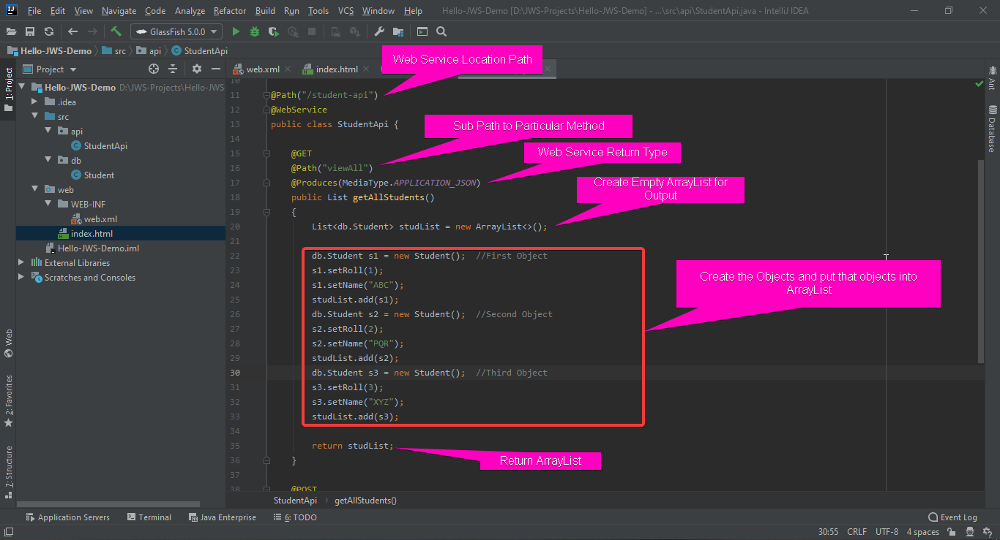 File Edit View Navigate Code Analyze Refactor Build Run Tools VCS Window Help Hello-JWS-Demo [D:\JWS-Projects\Hello-JWS-Demo] - ...\src\api\StudentApi.java - IntelliJ IDEA
GlassFish 5.0.0
Hello-JWS-Demo src api StudentApi
Project
web.xml
index.html
Web Service Location Path
1: Project
2: Favorites
7: Structure
Web
Ant
Database
Hello-JWS-Demo D:\JWS-Projects\Hello-JWS
.idea
src
api
StudentApi
db
Student
web
WEB-INF
web.xml
index.html
Hello-JWS-Demo.iml
External Libraries
Scratches and Consoles
10
11 @Path("/student-api")
12 @WebService
13 public class StudentApi {
14
Sub Path to Particular Method
15 @GET
Web Service Return Type
16 @Path("viewAll")
17 @Produces(MediaType.APPLICATION_JSON)
Create Empty ArrayList for
Output
18 public List getAllStudents()
19 {
20 List<db.Student> studList = new ArrayList<>();
21
22 db.Student s1 = new Student(); //First Object
23 s1.setRoll(1);
24 s1.setName("ABC");
25 studList.add(s1);
26 db.Student s2 = new Student(); //Second Object
27 s2.setRoll(2);
28 s2.setName("PQR");
29 studList.add(s2);
30 db.Student s3 = new Student(); //Third Object
31 s3.setRoll(3);
32 s3.setName("XYZ");
33 studList.add(s3);
34
Create the Objects and put that objects into
ArrayList
35 return studList;
36 }
Return ArrayList
37
38 @POST
StudentApi getAllStudents()
Application Servers Terminal Java Enterprise 6: TODO Event Log
30:55 CRLF UTF-8 4 spaces